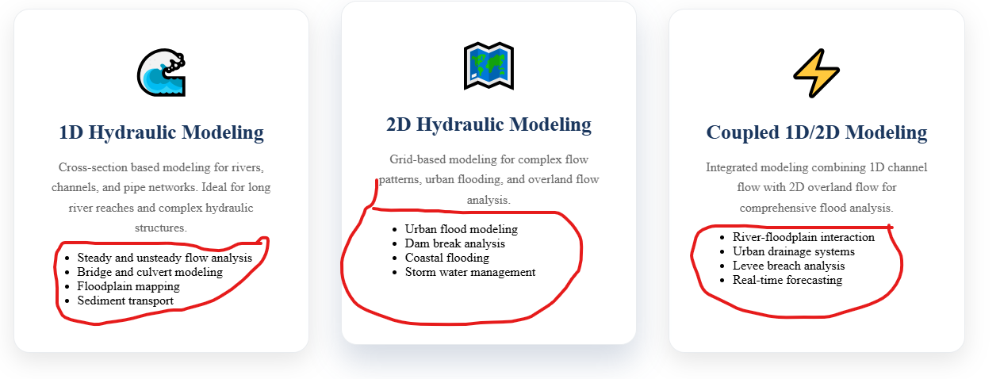 1D Hydraulic Modeling
Cross-section based modeling for rivers,
channels, and pipe networks. Ideal for long
river reaches and complex hydraulic
structures.
• Steady and unsteady flow analysis
• Bridge and culvert modeling
• Floodplain mapping
• Sediment transport
2D Hydraulic Modeling
Grid-based modeling for complex flow
patterns, urban flooding, and overland flow
analysis.
• Urban flood modeling
• Dam break analysis
• Coastal flooding
• Storm water management
Coupled 1D/2D Modeling
Integrated modeling combining 1D channel
flow with 2D overland flow for
comprehensive flood analysis.
• River-floodplain interaction
• Urban drainage systems
• Levee breach analysis
• Real-time forecasting